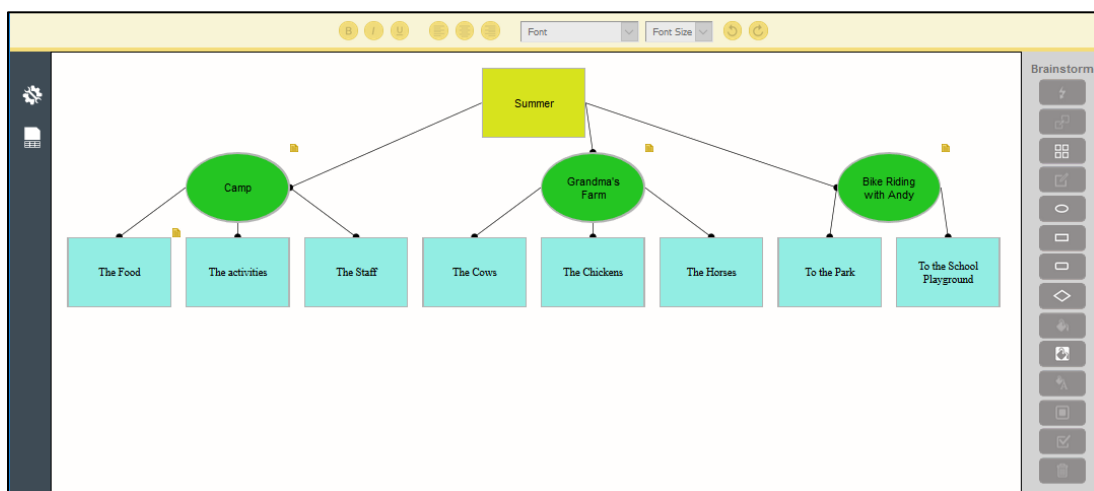 B I U Font Font Size
Brainstorm
Summer
Camp
Grandma's
Farm
Bike Riding
with Andy
The Food
The activities
The Staff
The Cows
The Chickens
The Horses
To the Park
To the School
Playground